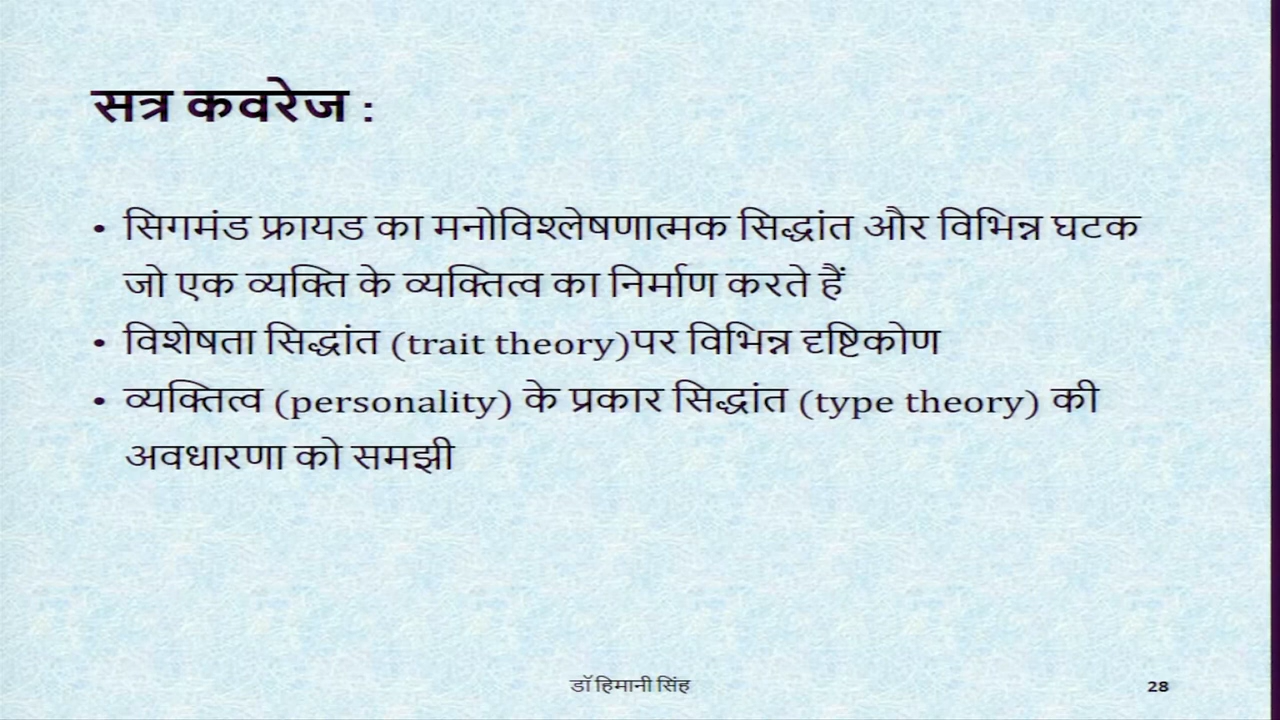 सत्र कवरेज :
• सिगमंड फ्रायड का मनोविश्लेषणात्मक सिद्धांत और विभिन्न घटक
जो एक व्यक्ति के व्यक्तित्व का निर्माण करते हैं
• विशेषता सिद्धांत (trait theory)पर विभिन्न दृष्टिकोण
• व्यक्तित्व (personality) के प्रकार सिद्धांत (type theory) की
अवधारणा को समझी
डॉ हिमानी सिंह
28